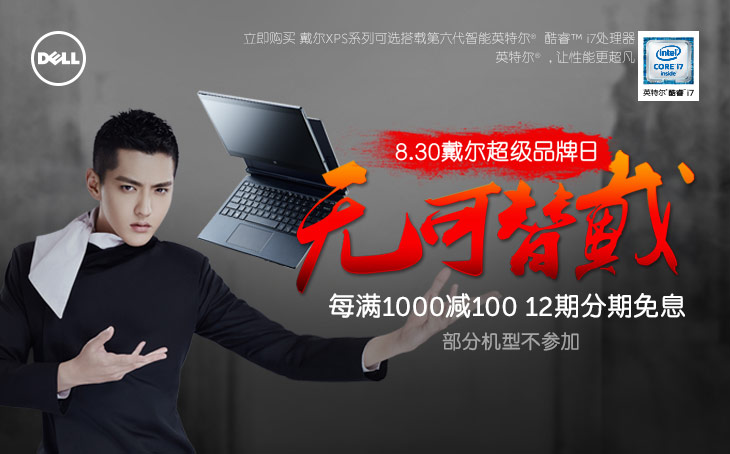 DELL
立即购买 戴尔XPS系列可选搭载第六代智能英特尔® 酷睿™ i7处理器
英特尔®,让性能更超凡
intel
CORE i7
inside
英特尔®酷睿™i7
8.30戴尔超级品牌日
无可替戴
每满1000减100 12期分期免息
部分机型不参加